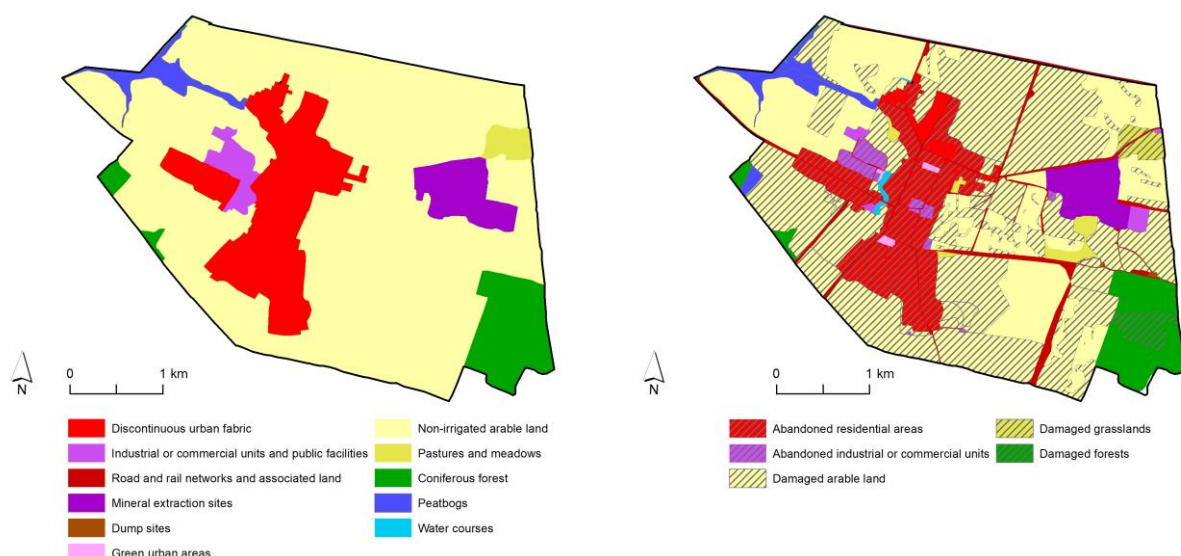 N
0 1 km
Discontinuous urban fabric
Industrial or commercial units and public facilities
Road and rail networks and associated land
Mineral extraction sites
Dump sites
Green urban areas
Non-irrigated arable land
Pastures and meadows
Coniferous forest
Peatbogs
Water courses
N
0 1 km
Abandoned residential areas
Abandoned industrial or commercial units
Damaged arable land
Damaged grasslands
Damaged forests